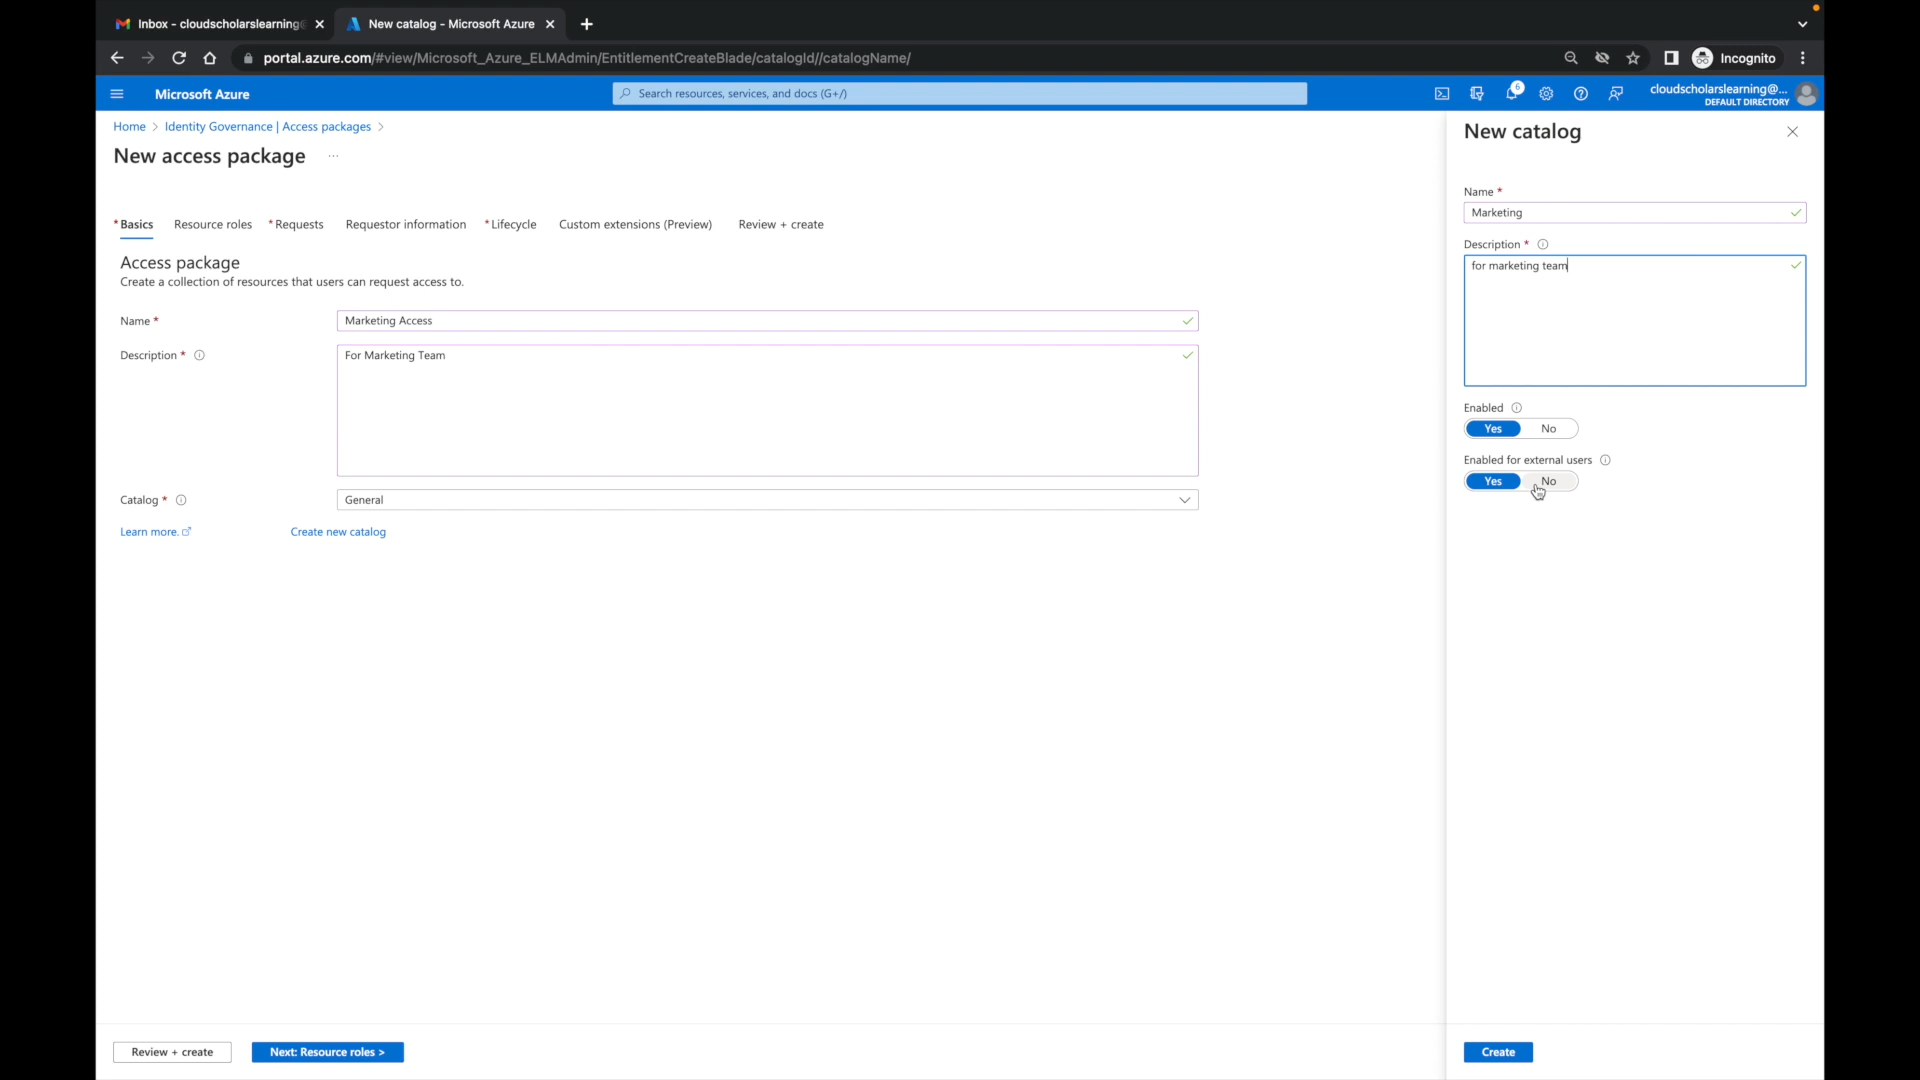 Inbox - cloudscholarslearning@
New catalog - Microsoft Azure
portal.azure.com/#view/Microsoft_Azure_ELMAdmin/EntitlementCreateBlade/catalogId//catalogName/
Incognito
Microsoft Azure
Search resources, services, and docs (G+/)
6
cloudscholarslearning@...
DEFAULT DIRECTORY
Home > Identity Governance | Access packages >
New access package ...
* Basics Resource roles * Requests Requestor information * Lifecycle Custom extensions (Preview) Review + create
Access package
Create a collection of resources that users can request access to.
Name *
Marketing Access
Description *
For Marketing Team
Catalog *
General
Learn more.
Create new catalog
Review + create
Next: Resource roles >
New catalog
Name *
Marketing
Description *
for marketing team
Enabled
Yes No
Enabled for external users
Yes No
Create